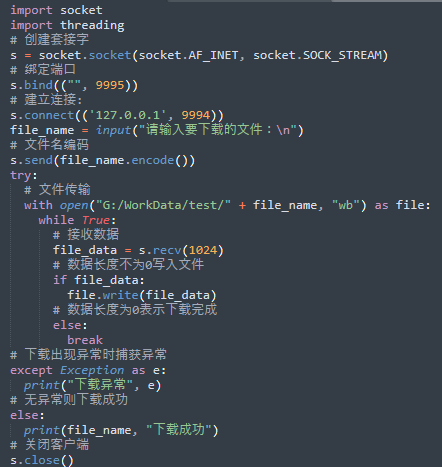 import socket
import threading
# 创建套接字
s = socket.socket(socket.AF_INET, socket.SOCK_STREAM)
# 绑定端口
s.bind(("", 9995))
# 建立连接:
s.connect(('127.0.0.1', 9994))
file_name = input("请输入要下载的文件：\n")
# 文件名编码
s.send(file_name.encode())
try:
  # 文件传输
  with open("G:/WorkData/test/" + file_name, "wb") as file:
    while True:
      # 接收数据
      file_data = s.recv(1024)
      # 数据长度不为0写入文件
      if file_data:
        file.write(file_data)
      # 数据长度为0表示下载完成
      else:
        break
# 下载出现异常时捕获异常
except Exception as e:
  print("下载异常", e)
# 无异常则下载成功
else:
  print(file_name, "下载成功")
# 关闭客户端
s.close()